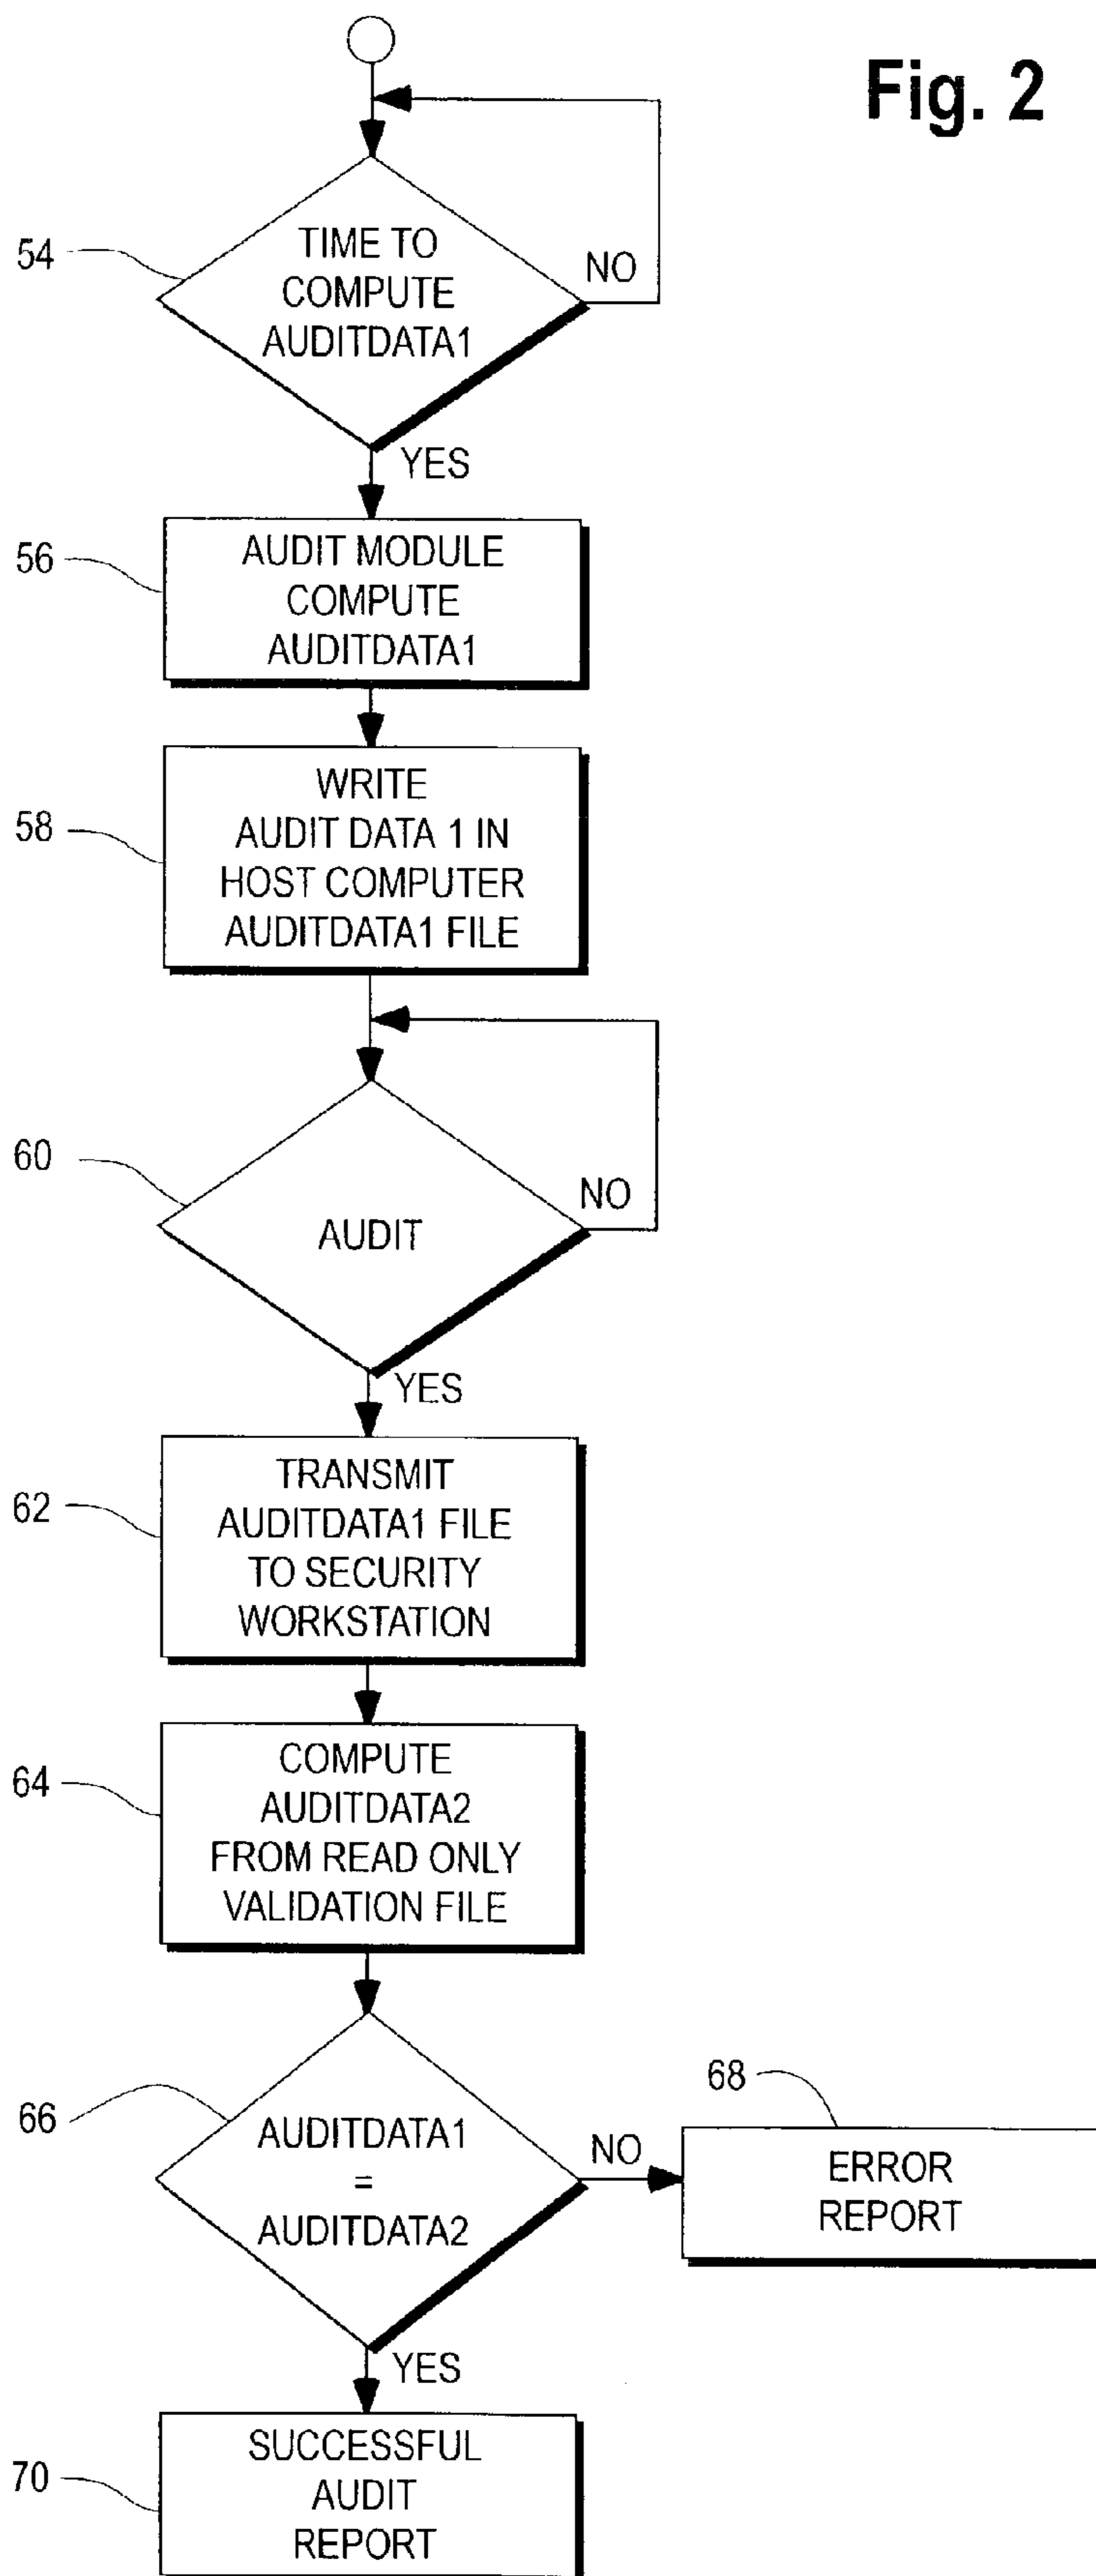 Fig. 2
54
TIME TO
COMPUTE
AUDITDATA1
NO
YES
56
AUDIT MODULE
COMPUTE
AUDITDATA1
58
WRITE
AUDIT DATA 1 IN
HOST COMPUTER
AUDITDATA1 FILE
60
AUDIT
NO
YES
62
TRANSMIT
AUDITDATA1 FILE
TO SECURITY
WORKSTATION
64
COMPUTE
AUDITDATA2
FROM READ ONLY
VALIDATION FILE
66
AUDITDATA1
=
AUDITDATA2
NO
68
ERROR
REPORT
YES
70
SUCCESSFUL
AUDIT
REPORT